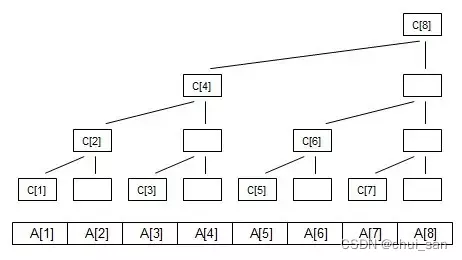 C[8]
C[4]
C[2] C[6]
C[1] C[3] C[5] C[7]
A[1] A[2] A[3] A[4] A[5] A[6] A[7] A[8]
CSDN @chui_san